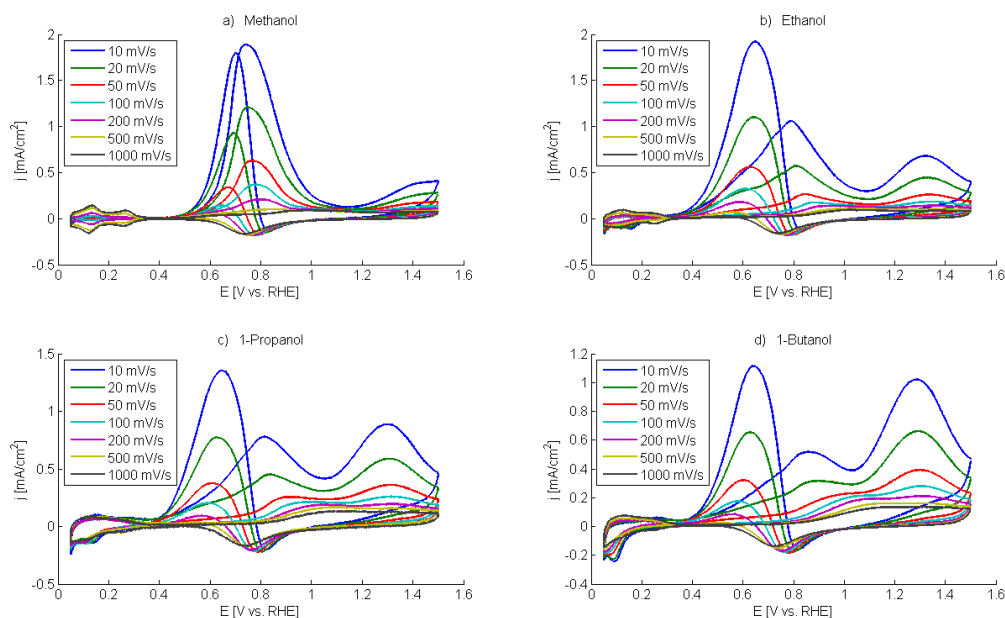 a) Methanol
2
1.5
1
0.5
0
-0.5
j [mA/cm²]
10 mV/s
20 mV/s
50 mV/s
100 mV/s
200 mV/s
500 mV/s
1000 mV/s
0 0.2 0.4 0.6 0.8 1 1.2 1.4 1.6
E [V vs. RHE]
b) Ethanol
2
1.5
1
0.5
0
-0.5
j [mA/cm²]
10 mV/s
20 mV/s
50 mV/s
100 mV/s
200 mV/s
500 mV/s
1000 mV/s
0 0.2 0.4 0.6 0.8 1 1.2 1.4 1.6
E [V vs. RHE]
c) 1-Propanol
1.5
1
0.5
0
-0.5
j [mA/cm²]
10 mV/s
20 mV/s
50 mV/s
100 mV/s
200 mV/s
500 mV/s
1000 mV/s
0 0.2 0.4 0.6 0.8 1 1.2 1.4 1.6
E [V vs. RHE]
d) 1-Butanol
1.2
1
0.8
0.6
0.4
0.2
0
-0.2
-0.4
j [mA/cm²]
10 mV/s
20 mV/s
50 mV/s
100 mV/s
200 mV/s
500 mV/s
1000 mV/s
0 0.2 0.4 0.6 0.8 1 1.2 1.4 1.6
E [V vs. RHE]